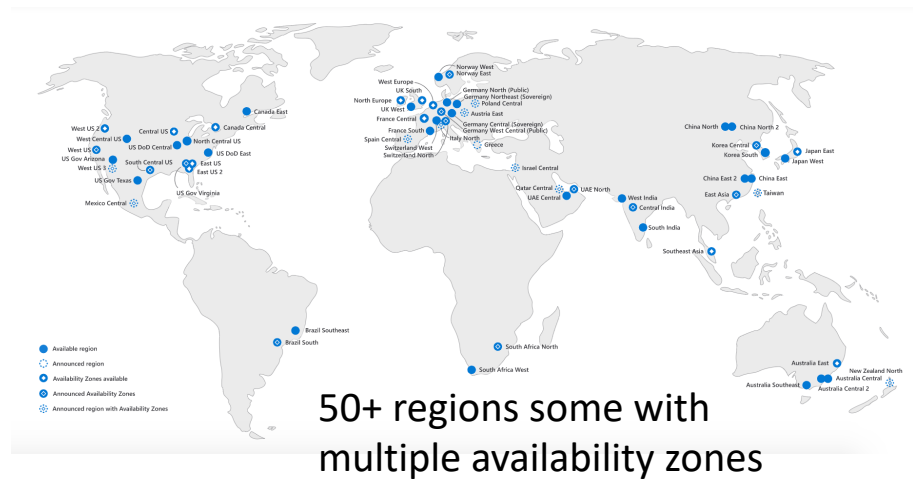 Norway West
Norway East
West Europe
UK South
Germany North (Public)
Germany Northeast (Sovereign)
North Europe
Poland Central
UK West
Austria East
France Central
Germany Central (Sovereign)
Germany West Central (Public)
France South
Italy North
Spain Central
Switzerland West
Greece
Switzerland North
Canada East
West US 2
Central US
Canada Central
West Central US
North Central US
West US
US DoD Central
US DoD East
US Gov Arizona
South Central US
East US
West US 3
East US 2
US Gov Texas
US Gov Virginia
Mexico Central
Israel Central
Qatar Central
UAE North
UAE Central
West India
Central India
South India
China North
China North 2
Korea Central
Japan East
Korea South
Japan West
China East 2
China East
East Asia
Taiwan
Southeast Asia
Brazil Southeast
Brazil South
South Africa North
South Africa West
Australia East
New Zealand North
Australia Central
Australia Southeast
Australia Central 2
Available region
Announced region
Availability Zones available
Announced Availability Zones
Announced region with Availability Zones
50+ regions some with
multiple availability zones